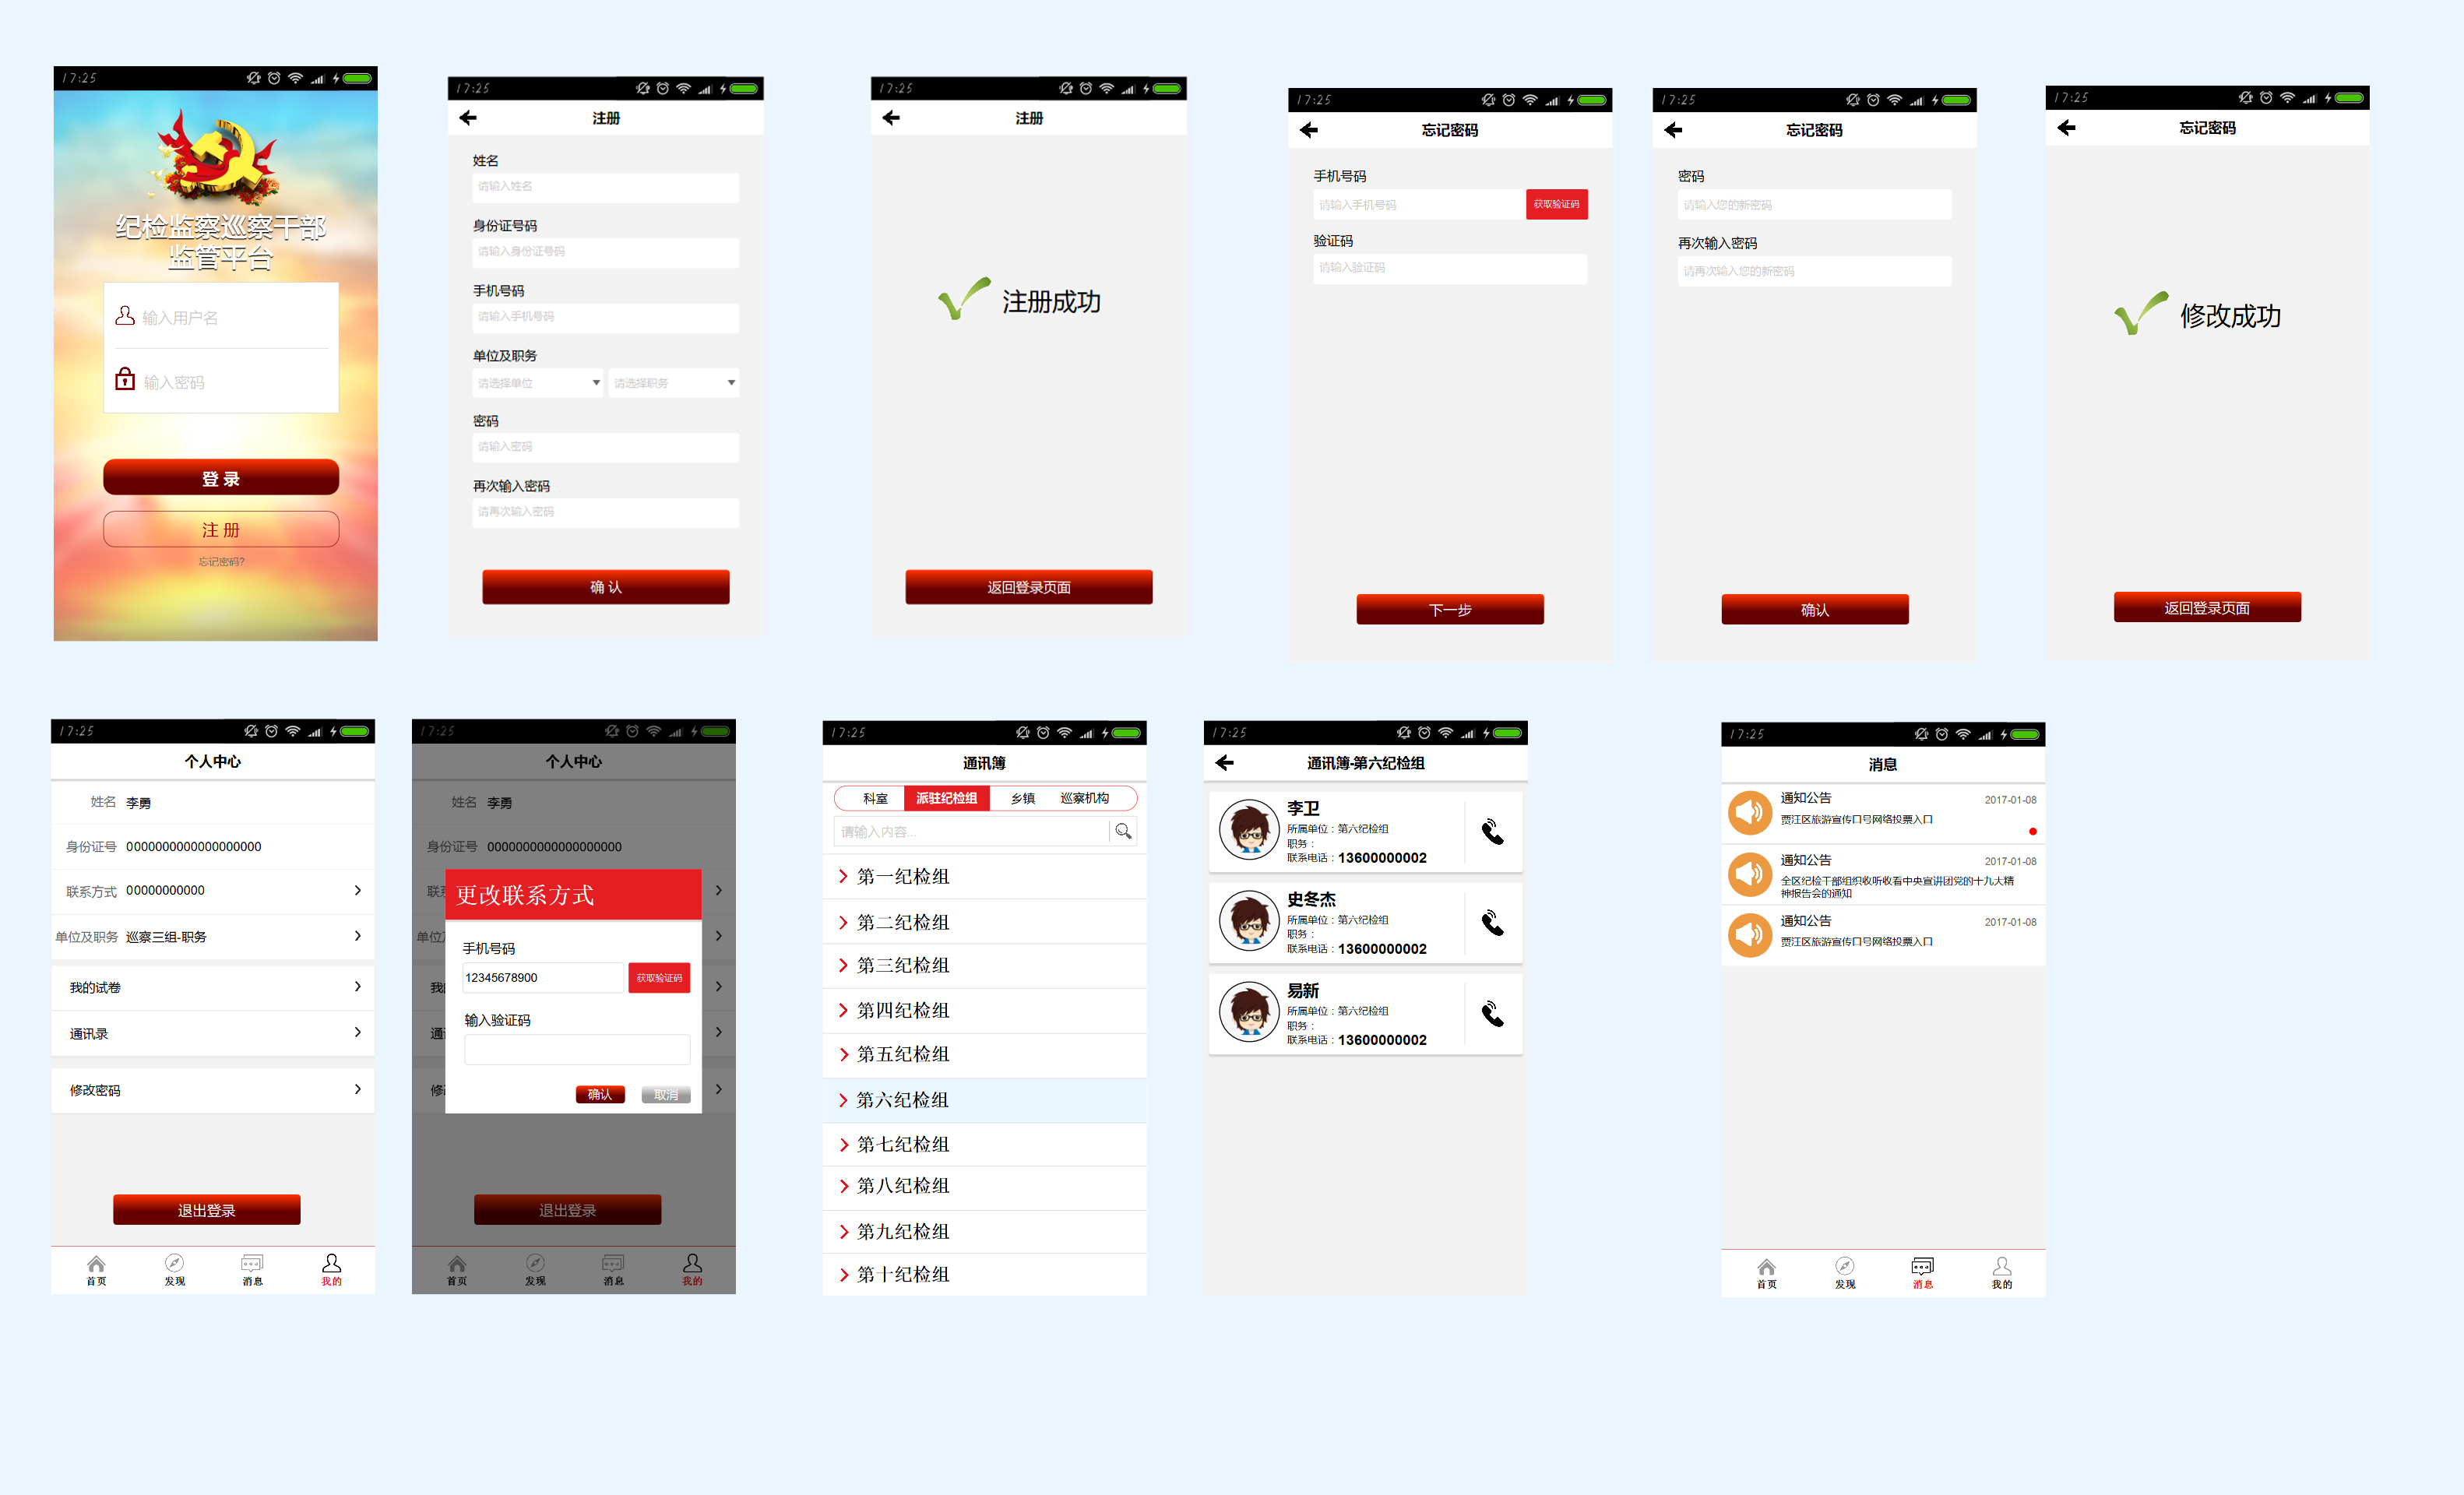 17:25
纪检监察巡察干部
监管平台
输入用户名
输入密码
登 录
注 册
忘记密码?
17:25
注册
姓名
请输入姓名
身份证号码
请输入身份证号码
手机号码
请输入手机号码
单位及职务
请选择单位 请选择职务
密码
请输入密码
再次输入密码
请再次输入密码
确 认
17:25
注册
注册成功
返回登录页面
17:25
忘记密码
手机号码
请输入手机号码 获取验证码
验证码
请输入验证码
下一步
17:25
忘记密码
密码
请输入您的新密码
再次输入密码
请再次输入您的新密码
确认
17:25
忘记密码
修改成功
返回登录页面
17:25
个人中心
姓名 李勇
身份证号 000000000000000000
联系方式 00000000000
单位及职务 巡察三组-职务
我的试卷
通讯录
修改密码
退出登录
首页 发现 消息 我的
17:25
个人中心
姓名 李勇
身份证号 000000000000000000
联系
单位及
我的
通讯
修改
更改联系方式
手机号码
12345678900 获取验证码
输入验证码
确认 取消
退出登录
首页 发现 消息 我的
17:25
通讯簿
科室 派驻纪检组 乡镇 巡察机构
请输入内容...
第一纪检组
第二纪检组
第三纪检组
第四纪检组
第五纪检组
第六纪检组
第七纪检组
第八纪检组
第九纪检组
第十纪检组
17:25
通讯簿-第六纪检组
李卫
所属单位：第六纪检组
职务：
联系电话：13600000002
史冬杰
所属单位：第六纪检组
职务：
联系电话：13600000002
易新
所属单位：第六纪检组
职务：
联系电话：13600000002
17:25
消息
通知公告 2017-01-08
贾汪区旅游宣传口号网络投票入口
通知公告 2017-01-08
全区纪检干部组织收听收看中央宣讲团党的十九大精
神报告会的通知
通知公告 2017-01-08
贾汪区旅游宣传口号网络投票入口
首页 发现 消息 我的